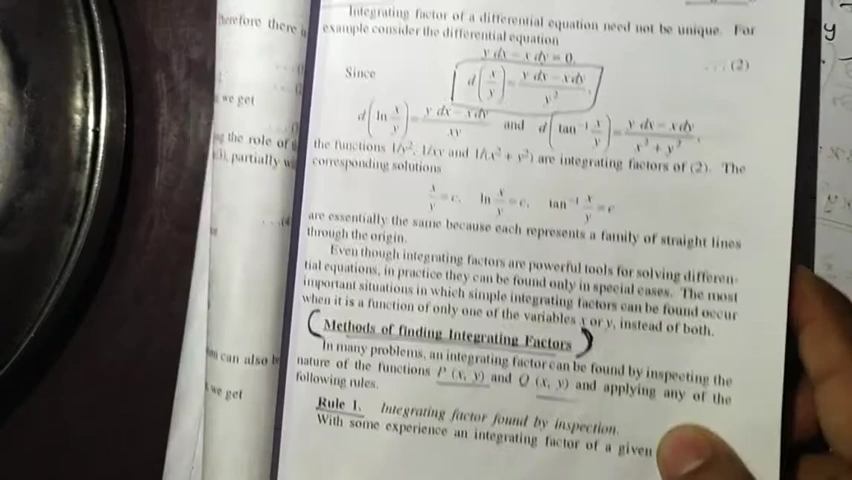 Integrating factor of a differential equation need not be unique. For
example consider the differential equation
y dx − x dy = 0. . . . (2)
Since d(x/y) = (y dx − x dy)/y²,
d(ln x/y) = (y dx − x dy)/xy and d(tan⁻¹ x/y) = (y dx − x dy)/(x² + y²),
the functions 1/y², 1/xy and 1/(x² + y²) are integrating factors of (2). The
corresponding solutions
x/y = c, ln x/y = c, tan⁻¹ x/y = c
are essentially the same because each represents a family of straight lines
through the origin.
Even though integrating factors are powerful tools for solving differen-
tial equations, in practice they can be found only in special cases. The most
important situations in which simple integrating factors can be found occur
when it is a function of only one of the variables x or y, instead of both.
(Methods of finding Integrating Factors)
In many problems, an integrating factor can be found by inspecting the
nature of the functions P (x, y) and Q (x, y) and applying any of the
following rules.
Rule 1. Integrating factor found by inspection.
With some experience an integrating factor of a given
herefore there i
we get
the role of
partially w
can also b
we get
y